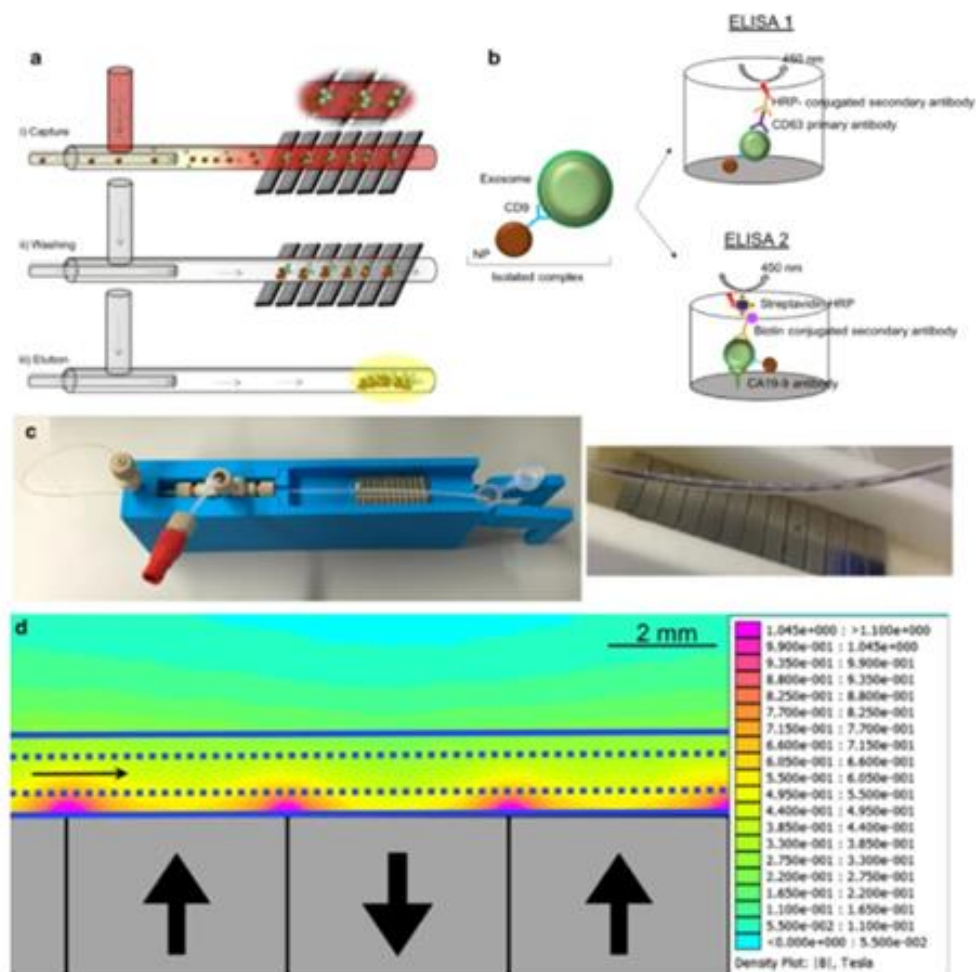 a
i) Capture
ii) Washing
iii) Elution
b
Exosome
CD9
NP
Isolated complex
ELISA 1
450 nm
HRP- conjugated secondary antibody
CD63 primary antibody
ELISA 2
450 nm
Streptavidin HRP
Biotin conjugated secondary antibody
CA19-9 antibody
c
d
2 mm
1.045e+000 : >1.100e+000
9.900e-001 : 1.045e+000
9.350e-001 : 9.900e-001
8.800e-001 : 9.350e-001
8.250e-001 : 8.800e-001
7.700e-001 : 8.250e-001
7.150e-001 : 7.700e-001
6.600e-001 : 7.150e-001
6.050e-001 : 6.600e-001
5.500e-001 : 6.050e-001
4.950e-001 : 5.500e-001
4.400e-001 : 4.950e-001
3.850e-001 : 4.400e-001
3.300e-001 : 3.850e-001
2.750e-001 : 3.300e-001
2.200e-001 : 2.750e-001
1.650e-001 : 2.200e-001
1.100e-001 : 1.650e-001
5.500e-002 : 1.100e-001
<0.000e+000 : 5.500e-002
Density Plot: |B|, Tesla